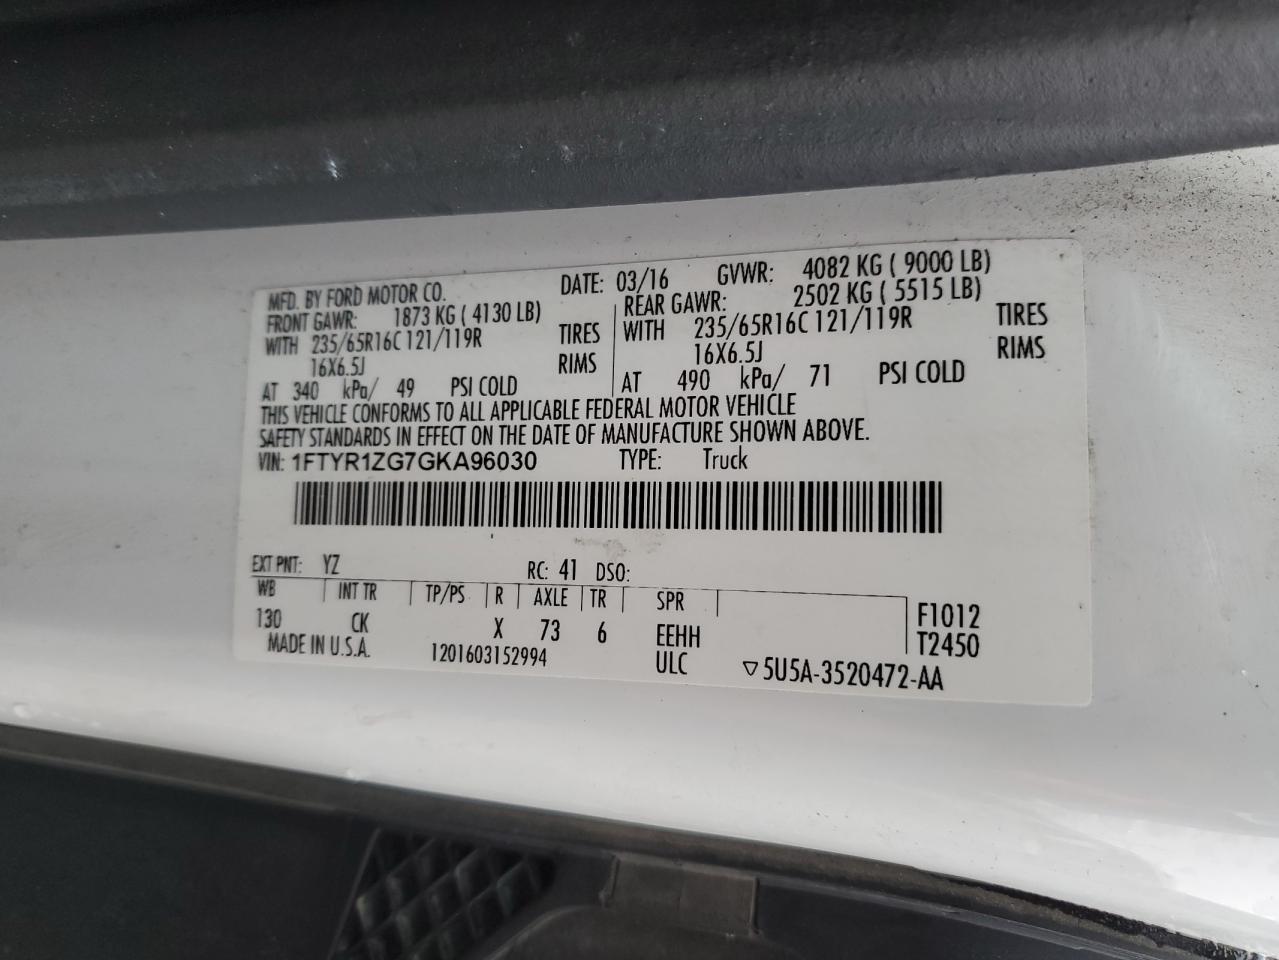 MFD. BY FORD MOTOR CO. DATE: 03/16 GVWR: 4082 KG ( 9000 LB)
FRONT GAWR: 1873 KG ( 4130 LB) REAR GAWR: 2502 KG ( 5515 LB)
WITH 235/65R16C 121/119R TIRES WITH 235/65R16C 121/119R TIRES
16X6.5J RIMS 16X6.5J RIMS
AT 340 kPa/ 49 PSI COLD AT 490 kPa/ 71 PSI COLD
THIS VEHICLE CONFORMS TO ALL APPLICABLE FEDERAL MOTOR VEHICLE
SAFETY STANDARDS IN EFFECT ON THE DATE OF MANUFACTURE SHOWN ABOVE.
VIN: 1FTYR1ZG7GKA96030 TYPE: Truck
EXT PNT: YZ RC: 41 DSO:
WB INT TR TP/PS R AXLE TR SPR
130 CK X 73 6 EEHH F1012
MADE IN U.S.A. 1201603152994 ULC T2450
▽5U5A-3520472-AA